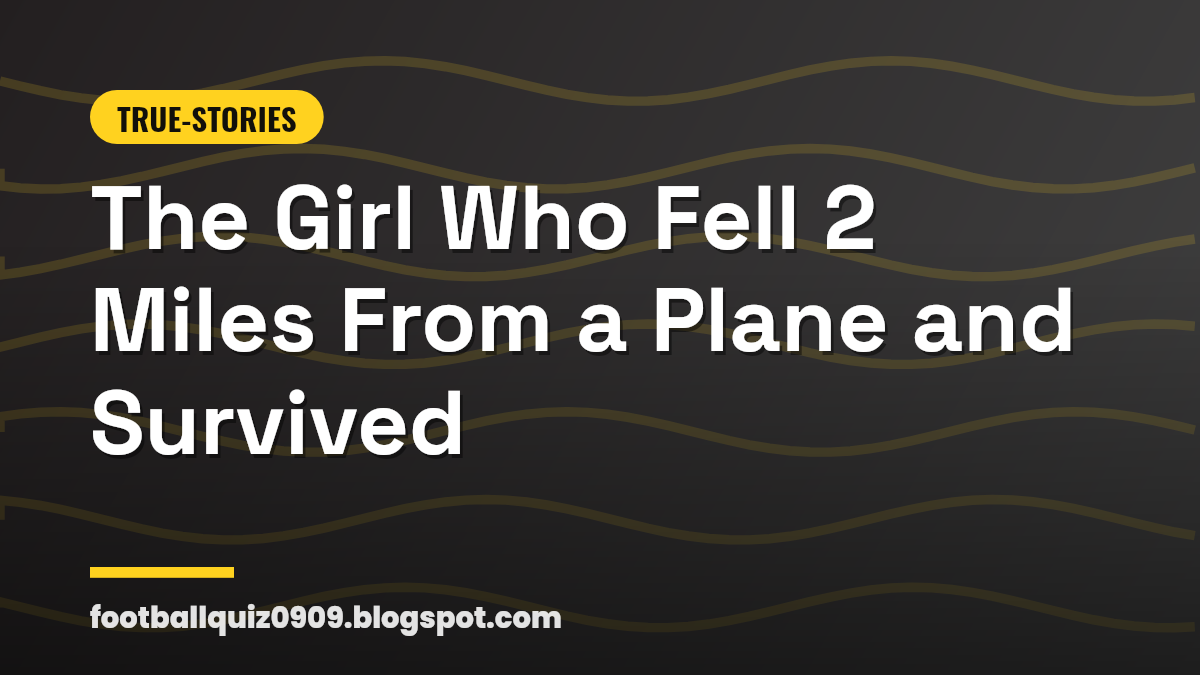 TRUE-STORIES
The Girl Who Fell 2
Miles From a Plane and
Survived
footballquiz0909.blogspot.com